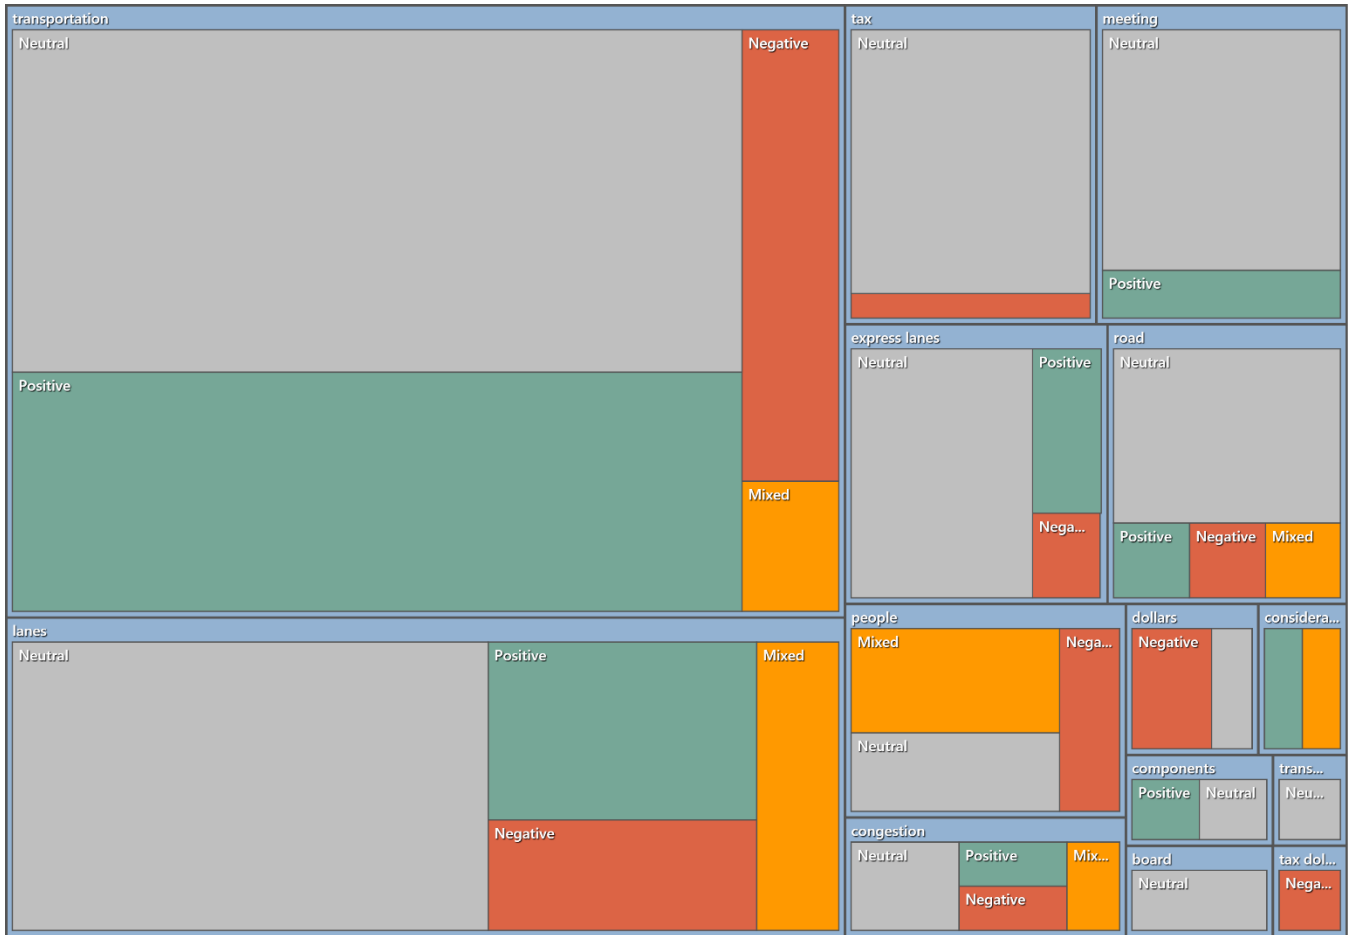 transportation
Neutral
Negative
Positive
Mixed
lanes
Neutral
Positive
Mixed
Negative
tax
Neutral
meeting
Neutral
Positive
express lanes
Neutral
Positive
Nega...
road
Neutral
Positive
Negative
Mixed
people
Mixed
Nega...
Neutral
congestion
Neutral
Positive
Mix...
Negative
dollars
Negative
considera...
components
Positive
Neutral
trans...
Neu...
board
Neutral
tax dol...
Nega...